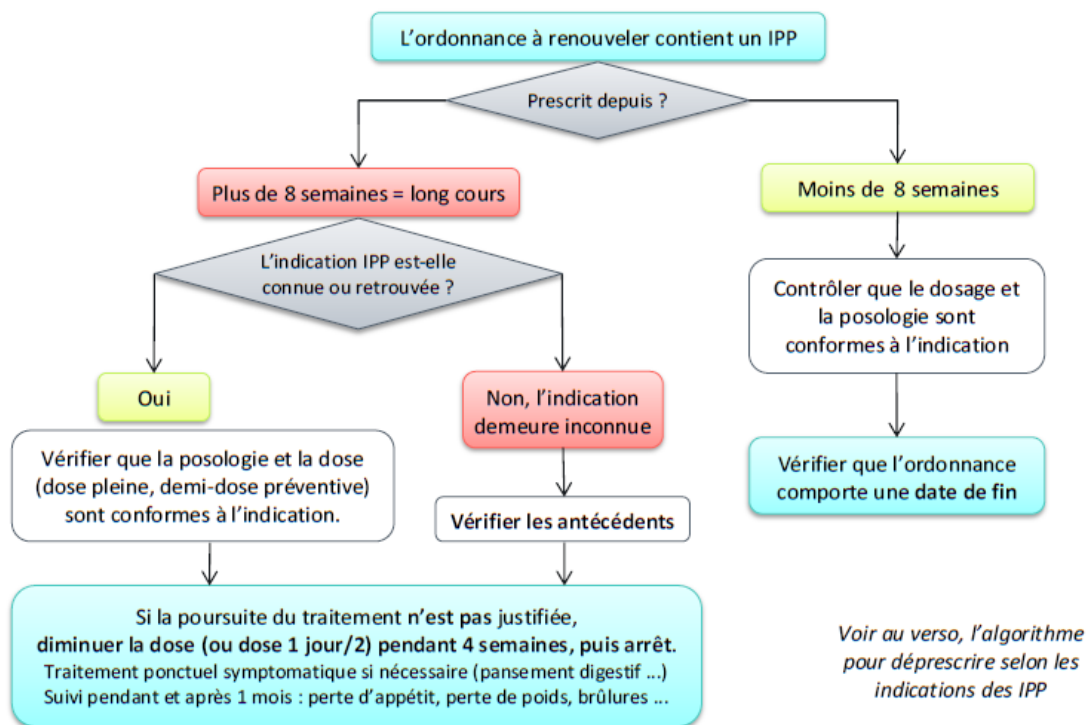 L'ordonnance à renouveler contient un IPP
Prescrit depuis ?
Plus de 8 semaines = long cours
Moins de 8 semaines
L'indication IPP est-elle
connue ou retrouvée ?
Contrôler que le dosage et
la posologie sont
conformes à l'indication
Oui
Non, l'indication
demeure inconnue
Vérifier que la posologie et la dose
(dose pleine, demi-dose préventive)
sont conformes à l'indication.
Vérifier les antécédents
Vérifier que l'ordonnance
comporte une date de fin
Si la poursuite du traitement n'est pas justifiée,
diminuer la dose (ou dose 1 jour/2) pendant 4 semaines, puis arrêt.
Traitement ponctuel symptomatique si nécessaire (pansement digestif ...)
Suivi pendant et après 1 mois : perte d'appétit, perte de poids, brûlures ...
Voir au verso, l'algorithme
pour déprescrire selon les
indications des IPP